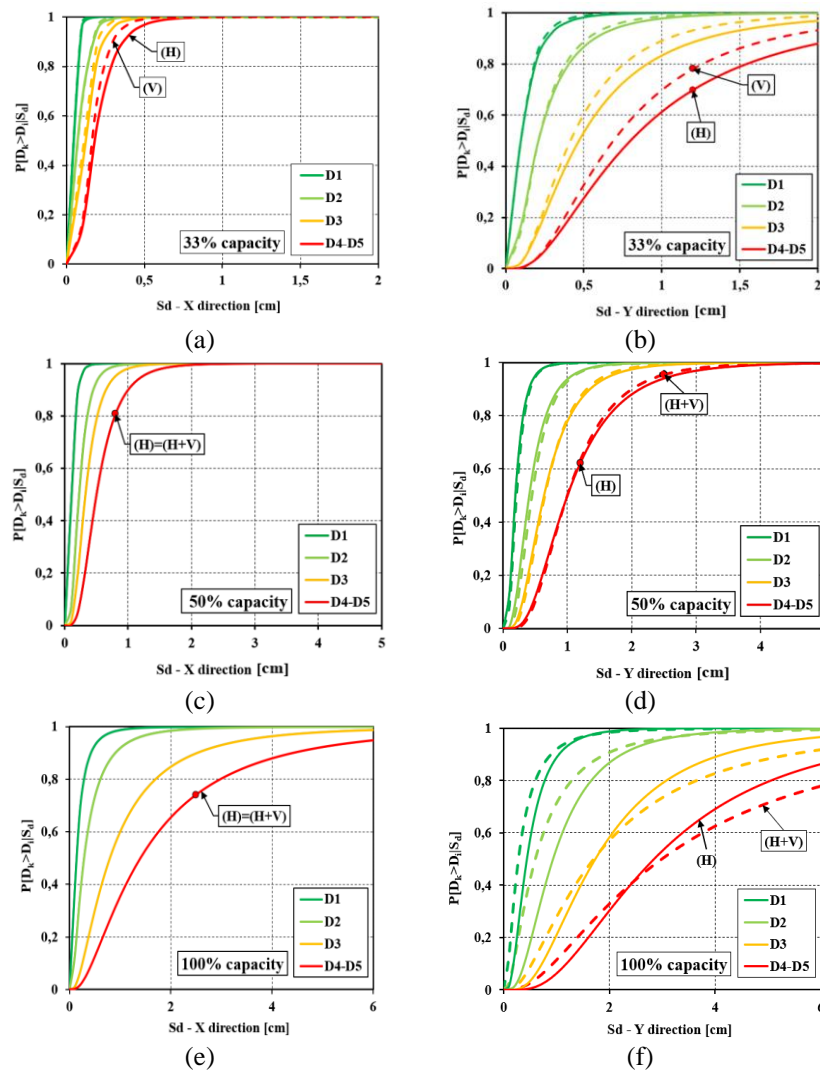 P[Dk>Di|Sd]
1
0,8
0,6
0,4
0,2
0
(H)
(V)
D1
D2
D3
D4-D5
33% capacity
0 0,5 1 1,5 2
Sd - X direction [cm]
(a)
P[Dk>Di|Sd]
1
0,8
0,6
0,4
0,2
0
(V)
(H)
D1
D2
D3
D4-D5
33% capacity
0 0,5 1 1,5 2
Sd - Y direction [cm]
(b)
P[Dk>Di|Sd]
1
0,8
0,6
0,4
0,2
0
(H)=(H+V)
D1
D2
D3
D4-D5
50% capacity
0 1 2 3 4 5
Sd - X direction [cm]
(c)
P[Dk>Di|Sd]
1
0,8
0,6
0,4
0,2
0
(H+V)
(H)
D1
D2
D3
D4-D5
50% capacity
0 1 2 3 4
Sd - Y direction [cm]
(d)
P[Dk>Di|Sd]
1
0,8
0,6
0,4
0,2
0
(H)=(H+V)
D1
D2
D3
D4-D5
100% capacity
0 2 4 6
Sd - X direction [cm]
(e)
P[Dk>Di|Sd]
1
0,8
0,6
0,4
0,2
0
(H+V)
(H)
D1
D2
D3
D4-D5
100% capacity
0 2 4 6
Sd - Y direction [cm]
(f)